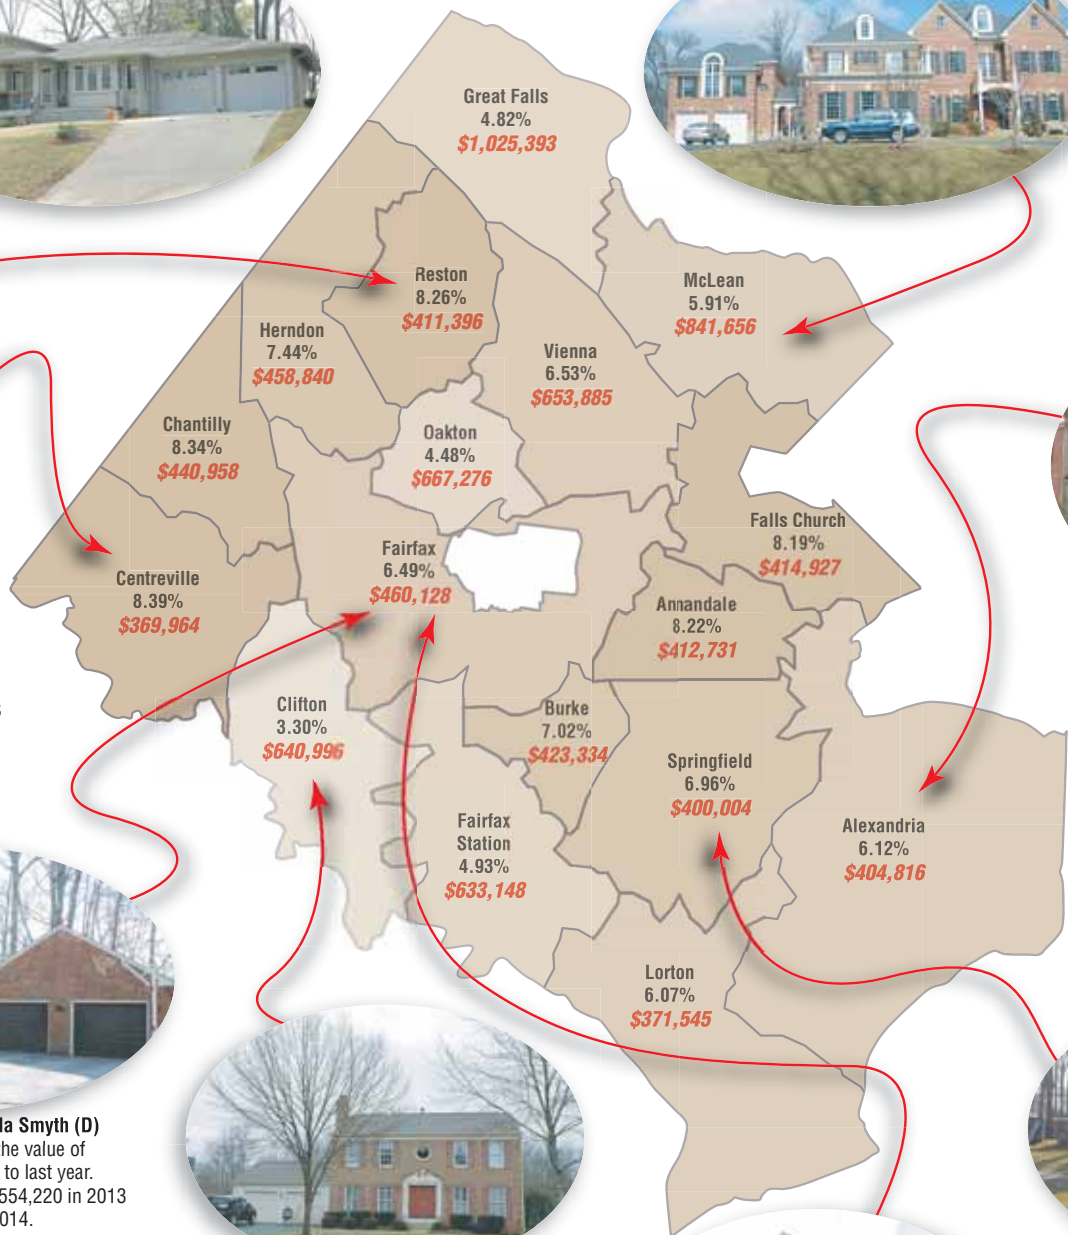 Great Falls
4.82%
$1,025,393
Reston
8.26%
$411,396
McLean
5.91%
$841,656
Herndon
7.44%
$458,840
Vienna
6.53%
$653,885
Chantilly
8.34%
$440,958
Oakton
4.48%
$667,276
Falls Church
8.19%
$414,927
Fairfax
6.49%
$460,128
Centreville
8.39%
$369,964
Annandale
8.22%
$412,731
Clifton
3.30%
$640,996
Burke
7.02%
$423,334
Springfield
6.96%
$400,004
Fairfax
Station
4.93%
$633,148
Alexandria
6.12%
$404,816
Lorton
6.07%
$371,545
la Smyth (D)
the value of
to last year.
554,220 in 2013
014.